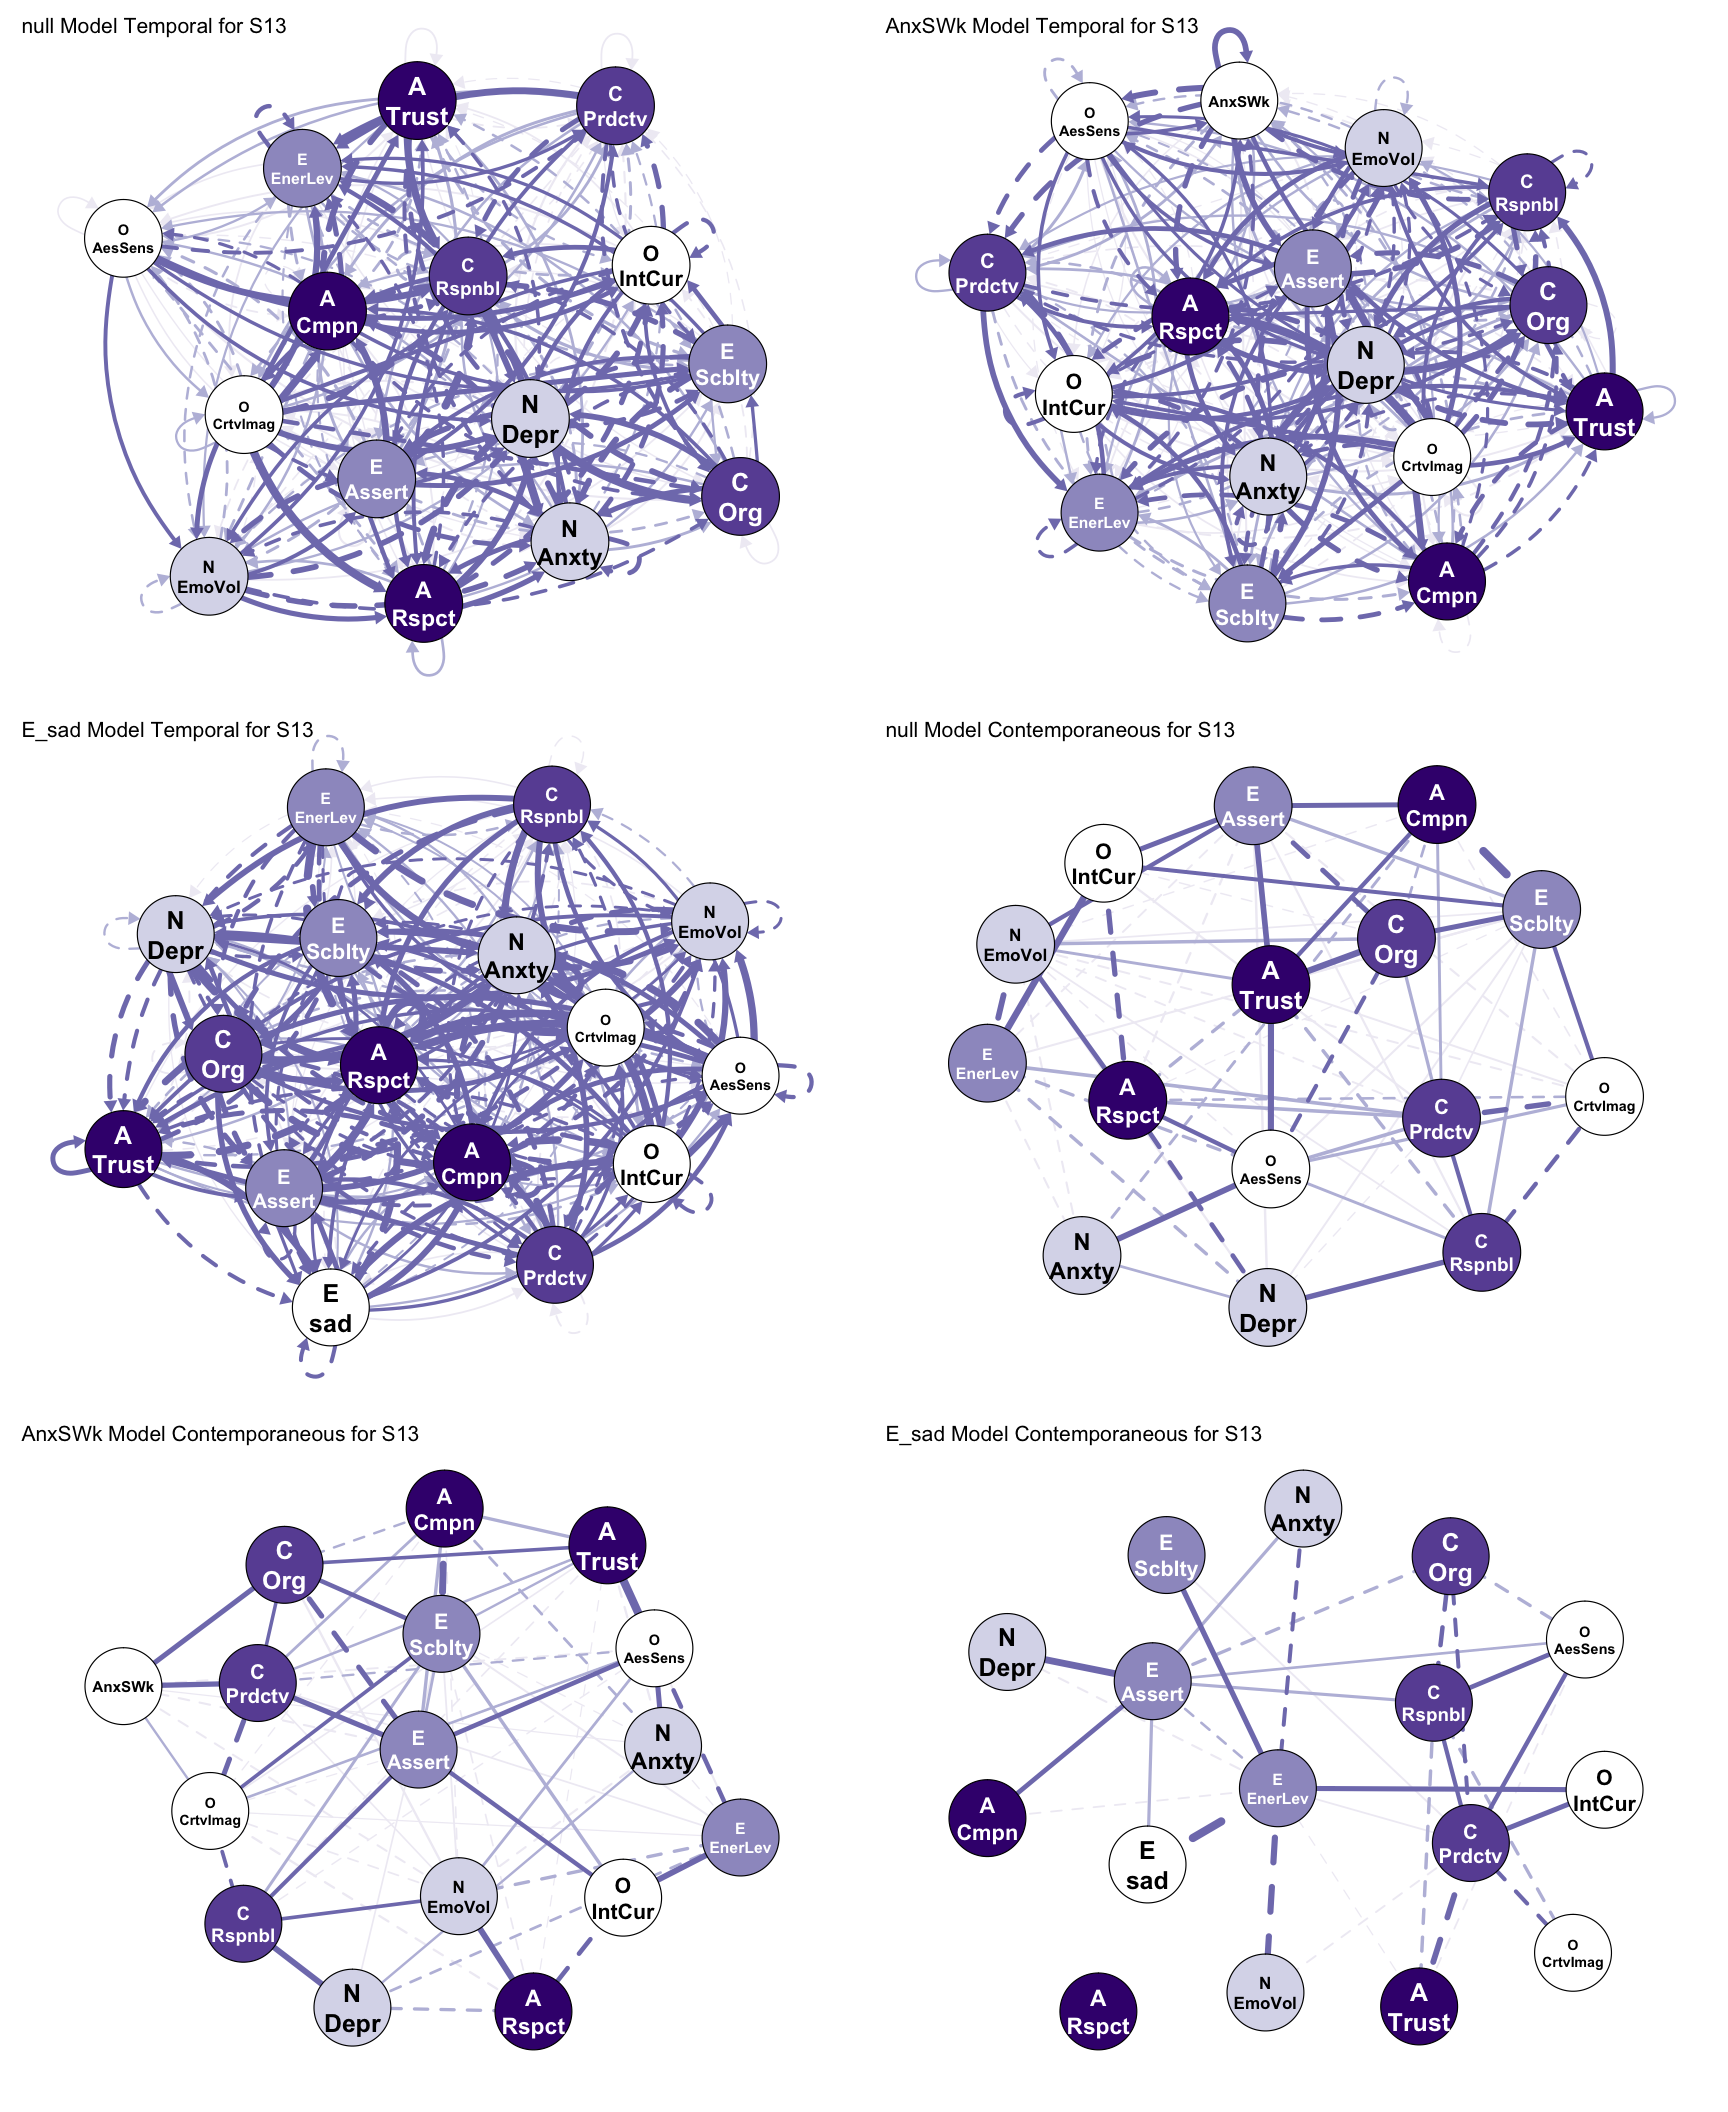 null Model Temporal for S13
A
Trust
C
Prdctv
E
EnerLev
O
AesSens
C
Rspnbl
O
IntCur
A
Cmpn
E
Scblty
O
CrtvImag
N
Depr
E
Assert
C
Org
N
Anxty
N
EmoVol
A
Rspct
AnxSWk Model Temporal for S13
AnxSWk
O
AesSens
N
EmoVol
C
Rspnbl
C
Prdctv
E
Assert
A
Rspct
C
Org
N
Depr
O
IntCur
A
Trust
O
CrtvImag
N
Anxty
E
EnerLev
A
Cmpn
E
Scblty
E_sad Model Temporal for S13
E
EnerLev
C
Rspnbl
N
Depr
E
Scblty
N
Anxty
N
EmoVol
O
CrtvImag
C
Org
A
Rspct
O
AesSens
A
Trust
E
Assert
A
Cmpn
O
IntCur
C
Prdctv
E
sad
null Model Contemporaneous for S13
E
Assert
A
Cmpn
O
IntCur
E
Scblty
N
EmoVol
C
Org
A
Trust
E
EnerLev
A
Rspct
C
Prdctv
O
CrtvImag
O
AesSens
N
Anxty
C
Rspnbl
N
Depr
AnxSWk Model Contemporaneous for S13
A
Cmpn
A
Trust
C
Org
E
Scblty
O
AesSens
AnxSWk
C
Prdctv
E
Assert
N
Anxty
O
CrtvImag
E
EnerLev
N
EmoVol
O
IntCur
C
Rspnbl
N
Depr
A
Rspct
E_sad Model Contemporaneous for S13
N
Anxty
E
Scblty
C
Org
N
Depr
O
AesSens
E
Assert
C
Rspnbl
E
EnerLev
O
IntCur
A
Cmpn
C
Prdctv
E
sad
O
CrtvImag
A
Rspct
N
EmoVol
A
Trust